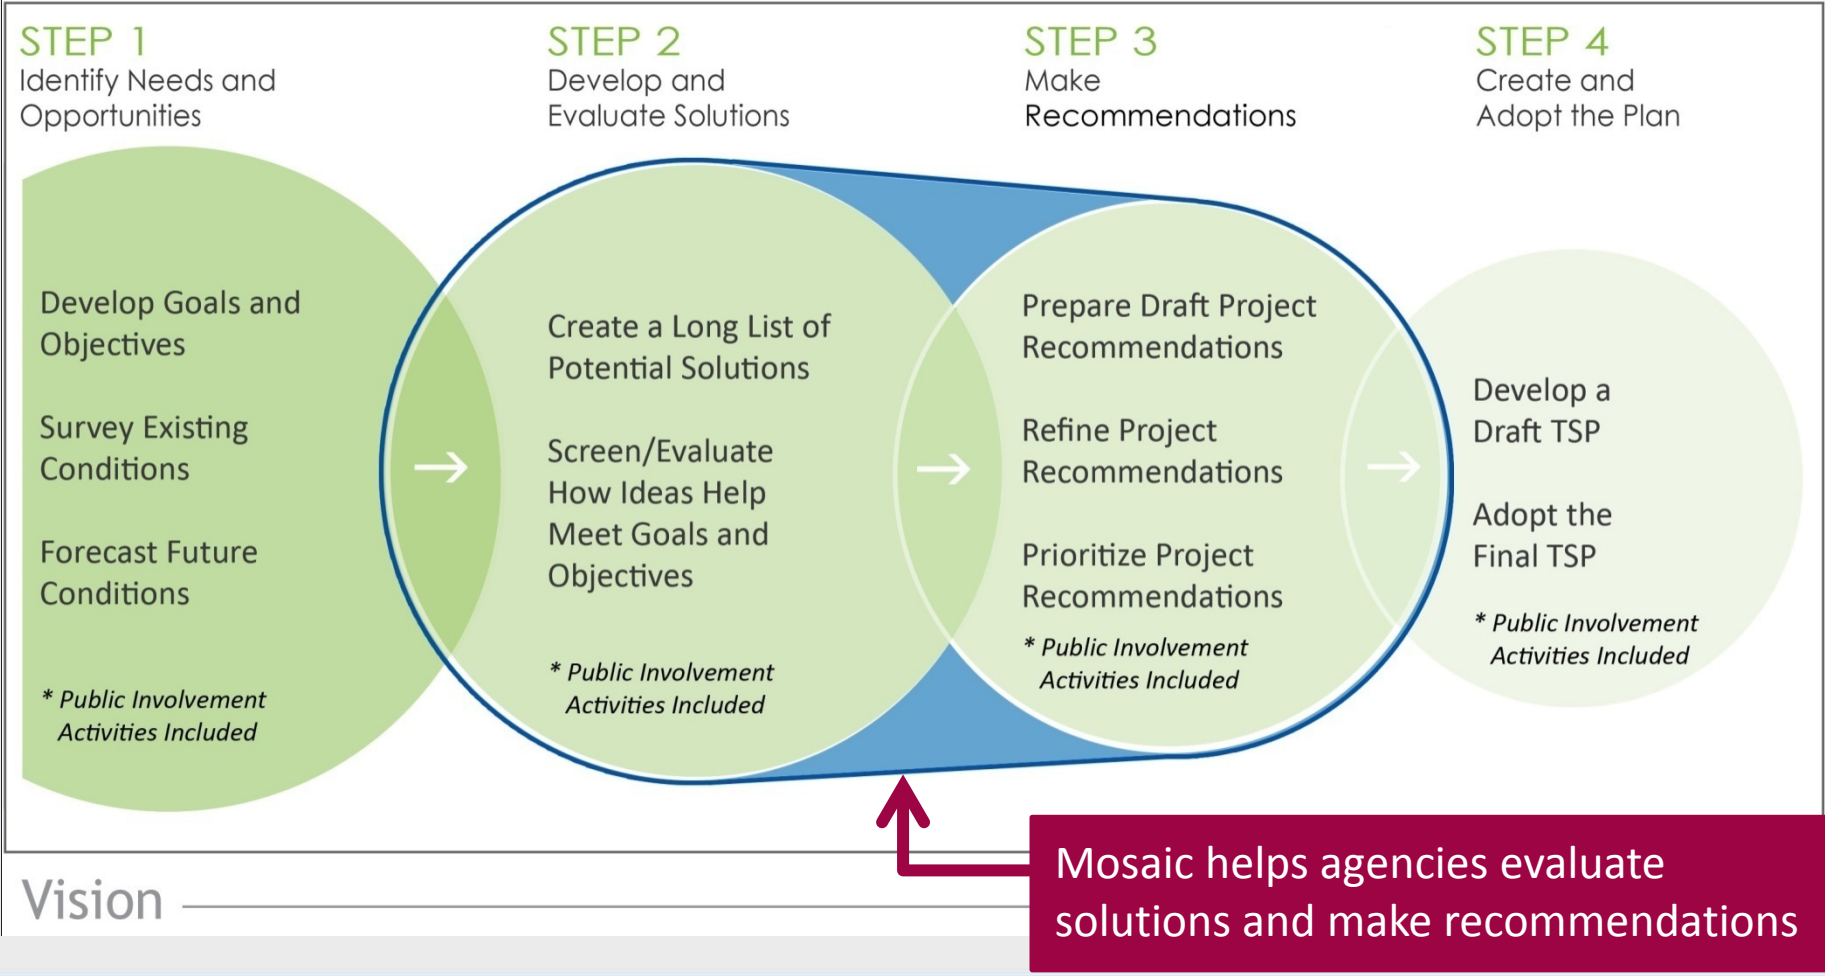 STEP 1
Identify Needs and
Opportunities
Develop Goals and
Objectives
Survey Existing
Conditions
Forecast Future
Conditions
* Public Involvement
Activities Included
STEP 2
Develop and
Evaluate Solutions
Create a Long List of
Potential Solutions
Screen/Evaluate
How Ideas Help
Meet Goals and
Objectives
* Public Involvement
Activities Included
STEP 3
Make
Recommendations
Prepare Draft Project
Recommendations
Refine Project
Recommendations
Prioritize Project
Recommendations
* Public Involvement
Activities Included
STEP 4
Create and
Adopt the Plan
Develop a
Draft TSP
Adopt the
Final TSP
* Public Involvement
Activities Included
Vision
Mosaic helps agencies evaluate
solutions and make recommendations